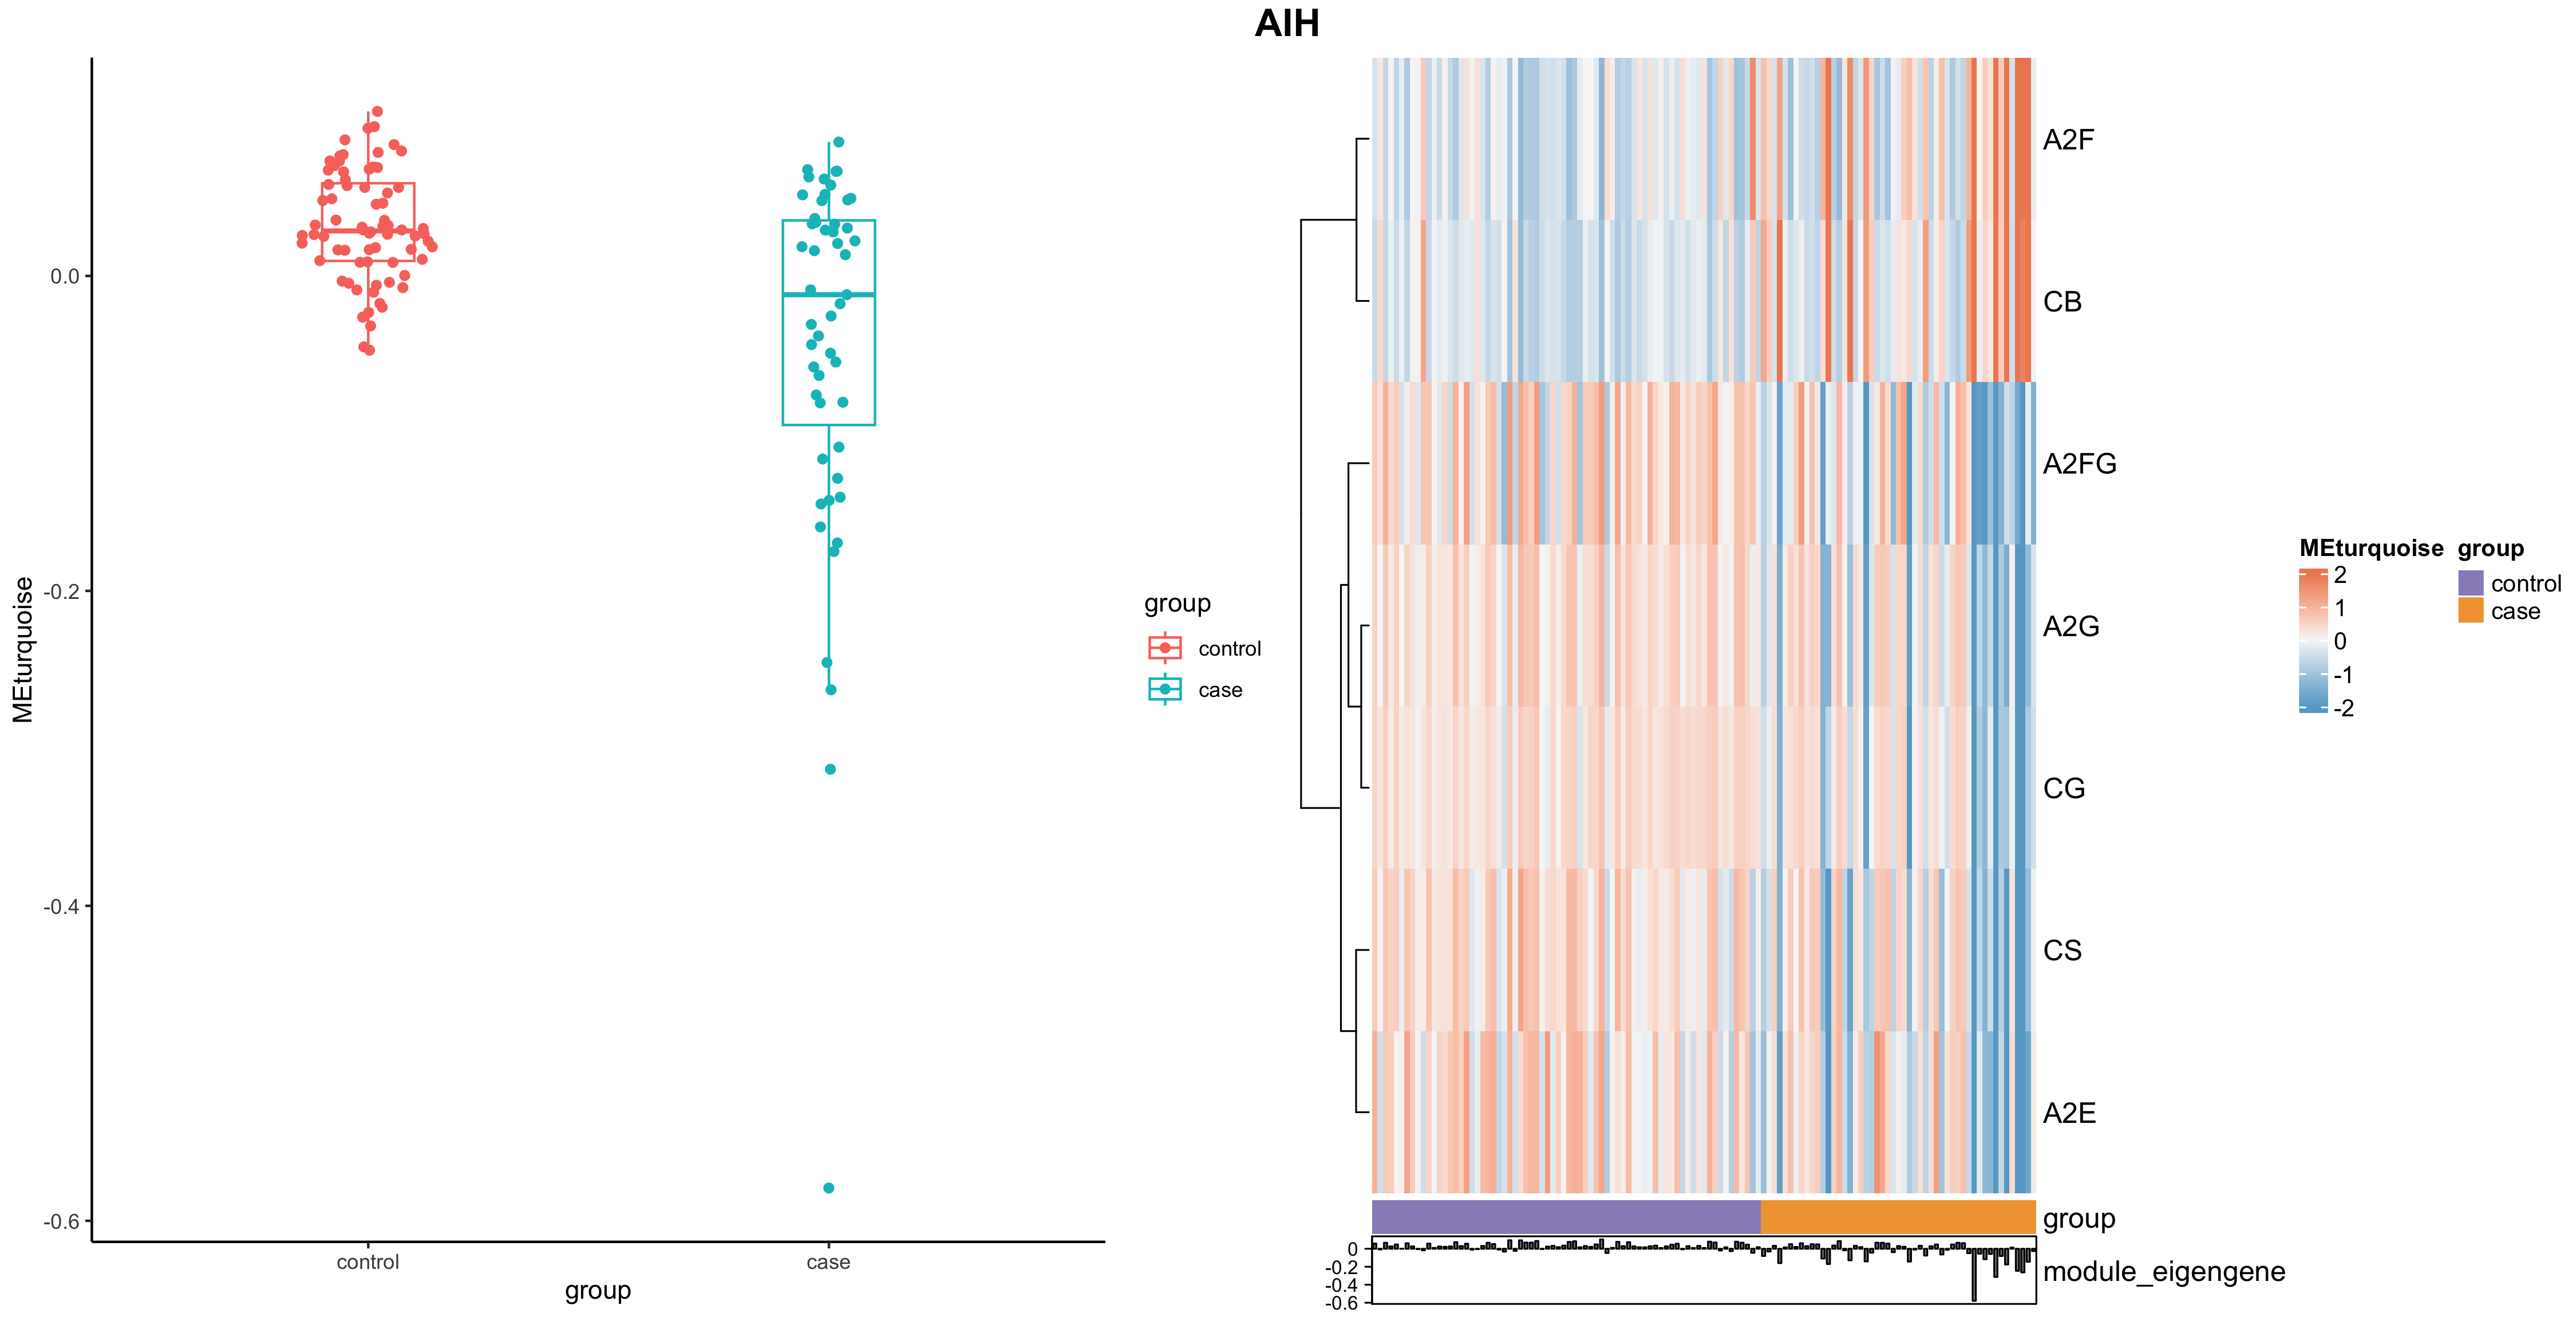 AIH
MEturquoise
0.0
-0.2
-0.4
-0.6
control
case
group
group
control
case
A2F
CB
A2FG
A2G
CG
CS
A2E
group
module_eigengene
0
-0.2
-0.4
-0.6
MEturquoise
2
1
0
-1
-2
group
control
case